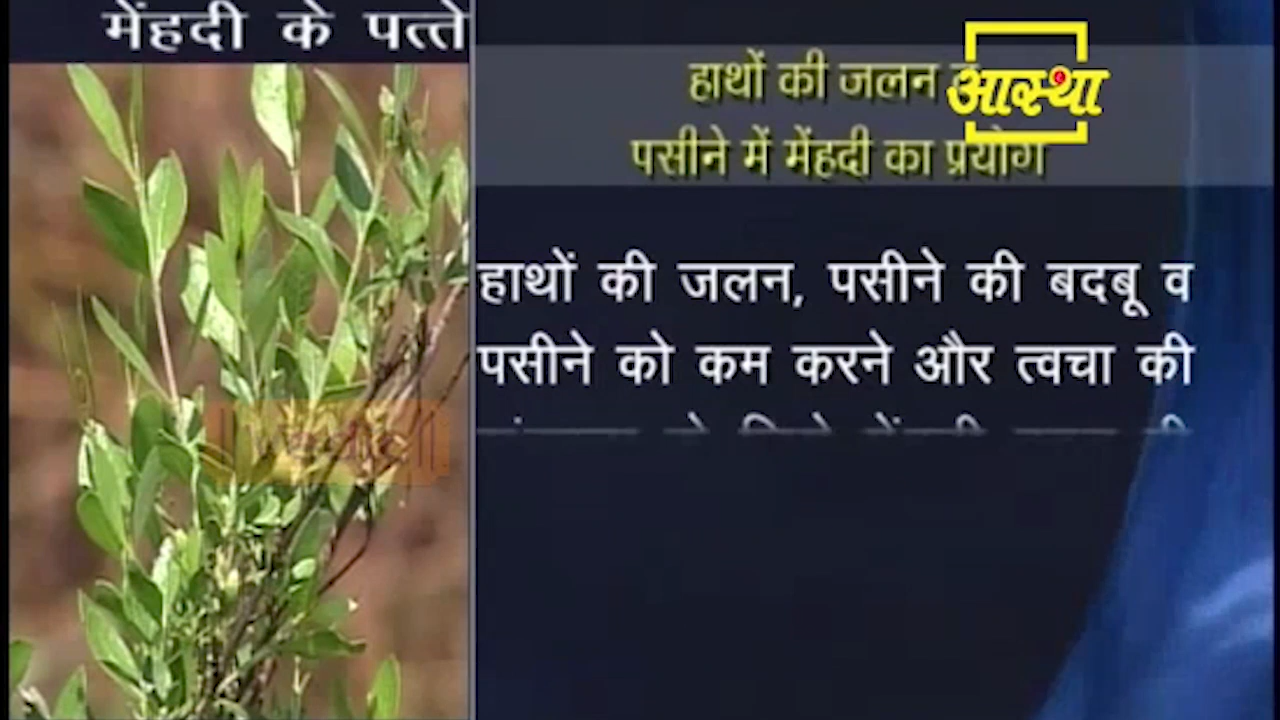 मेंहदी के पत्ते
हाथों की जलन व
आस्था
पसीने में मेंहदी का प्रयोग
हाथों की जलन, पसीने की बदबू व
पसीने को कम करने और त्वचा की